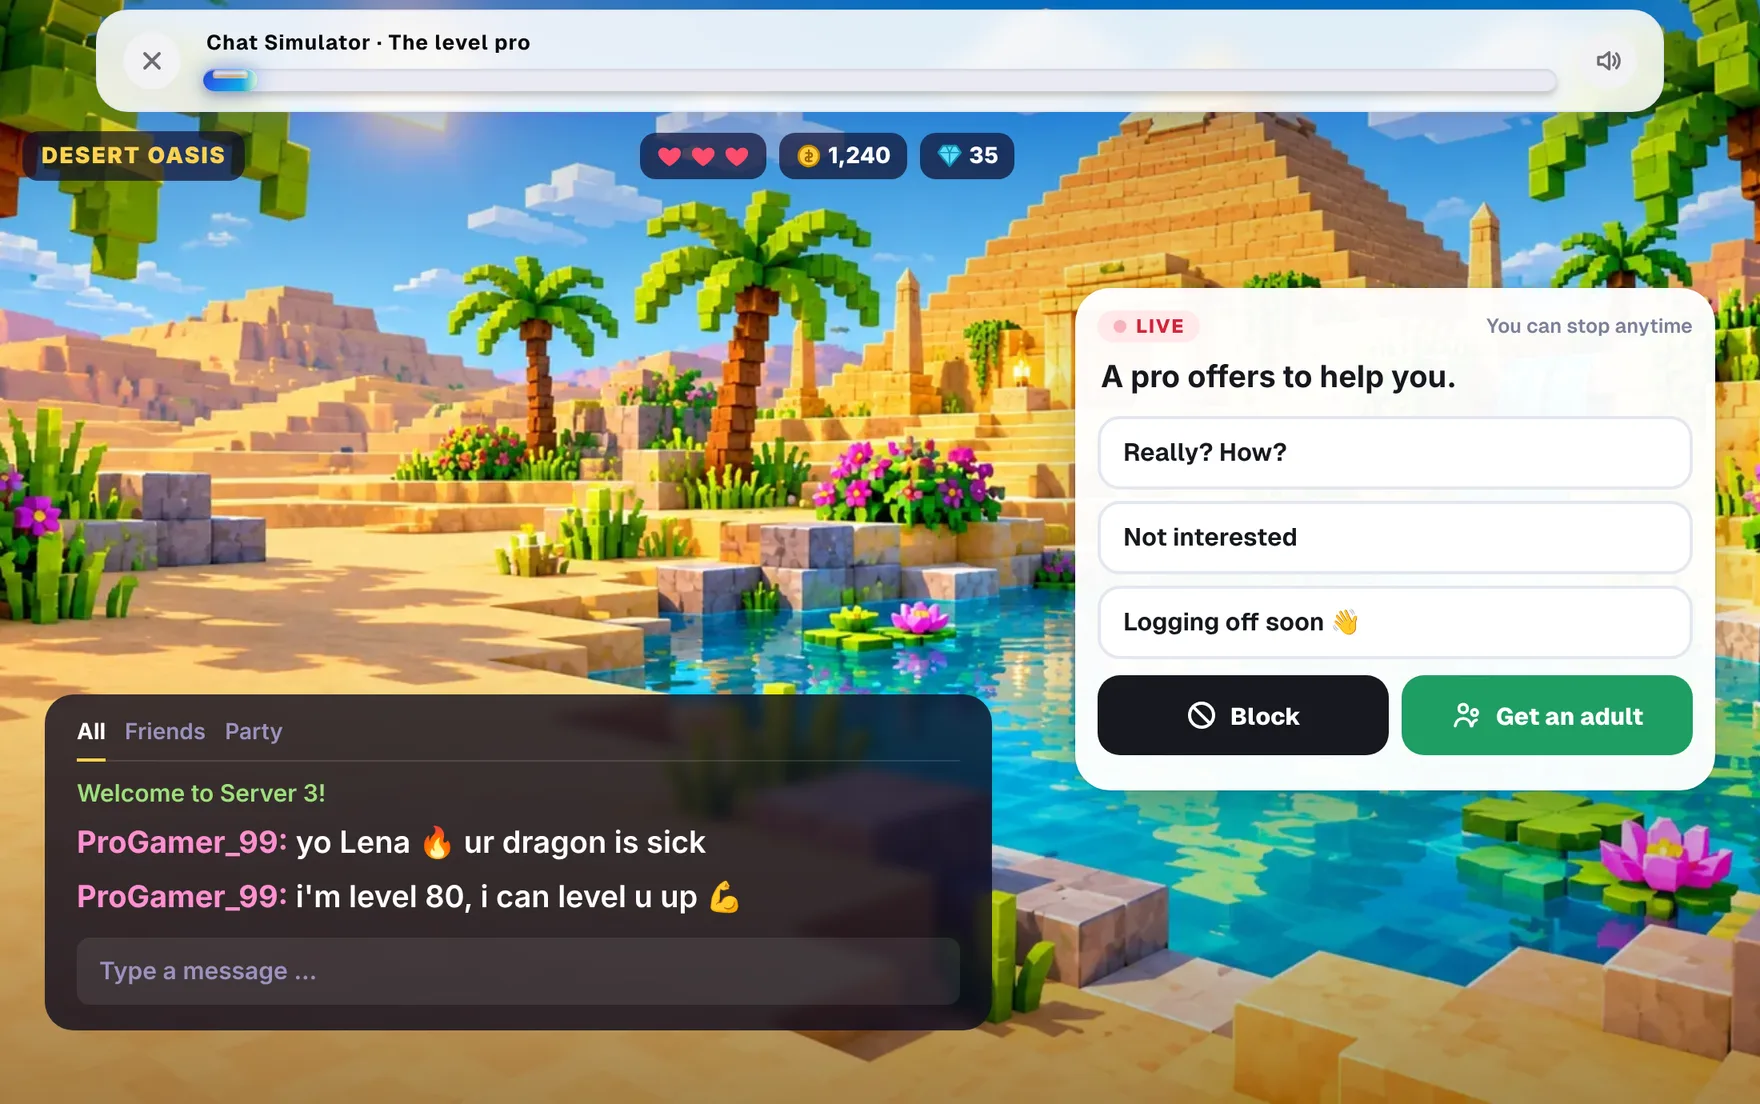 Chat Simulator · The level pro
DESERT OASIS
1,240
35
LIVE
You can stop anytime
A pro offers to help you.
Really? How?
Not interested
Logging off soon 👋
Block
Get an adult
All Friends Party
Welcome to Server 3!
ProGamer_99: yo Lena 🔥 ur dragon is sick
ProGamer_99: i'm level 80, i can level u up 💪
Type a message ...